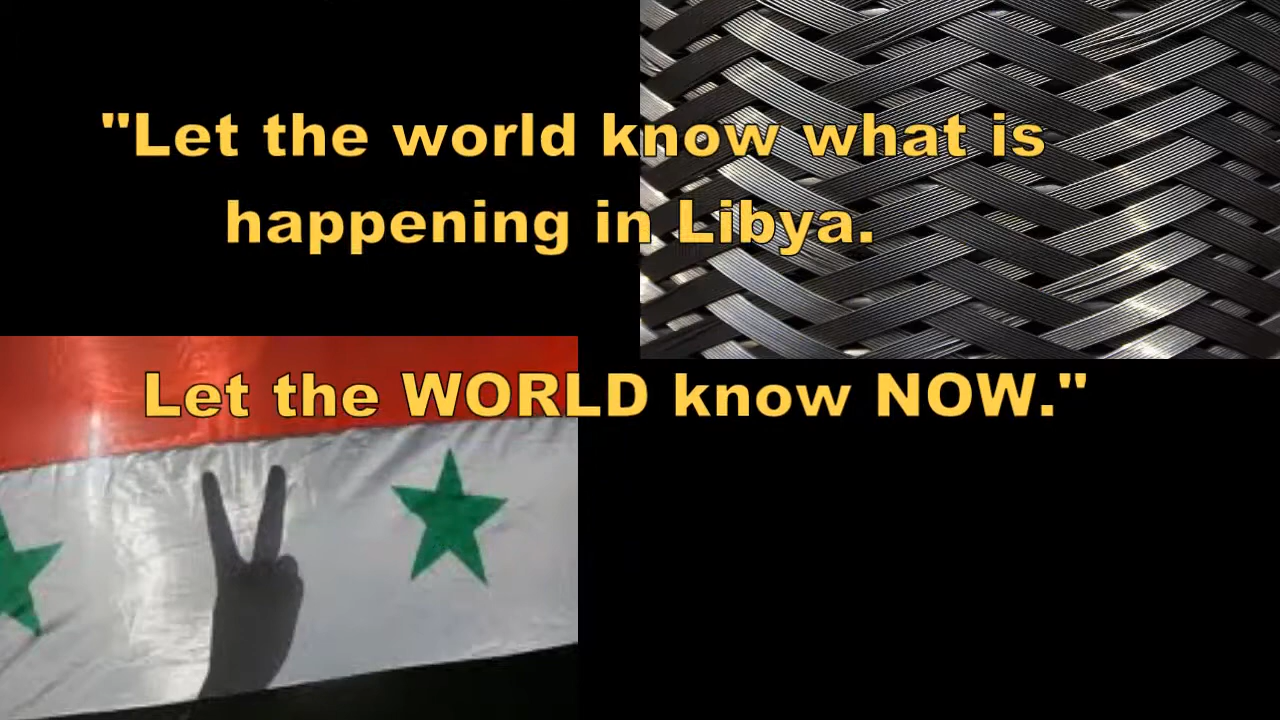 "Let the world know what is
happening in Libya.
Let the WORLD know NOW."